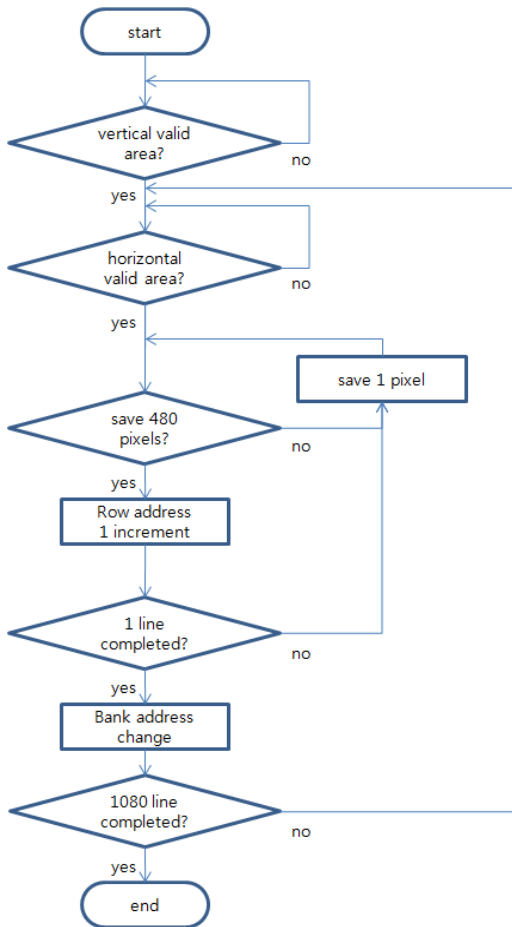 start
vertical valid
area?
no
yes
horizontal
valid area?
no
yes
save 1 pixel
save 480
pixels?
no
yes
Row address
1 increment
1 line
completed?
no
yes
Bank address
change
1080 line
completed?
no
yes
end